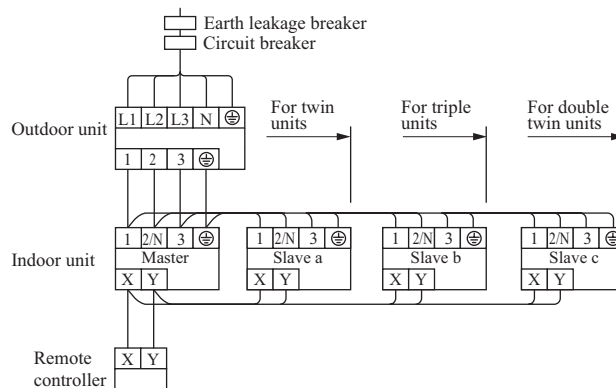 Earth leakage breaker
Circuit breaker
Outdoor unit
L1 L2 L3 N
1 2 3
For twin
units
For triple
units
For double
twin units
Indoor unit
1 2/N 3
Master
X Y
1 2/N 3
Slave a
X Y
1 2/N 3
Slave b
X Y
1 2/N 3
Slave c
X Y
Remote
controller
X Y